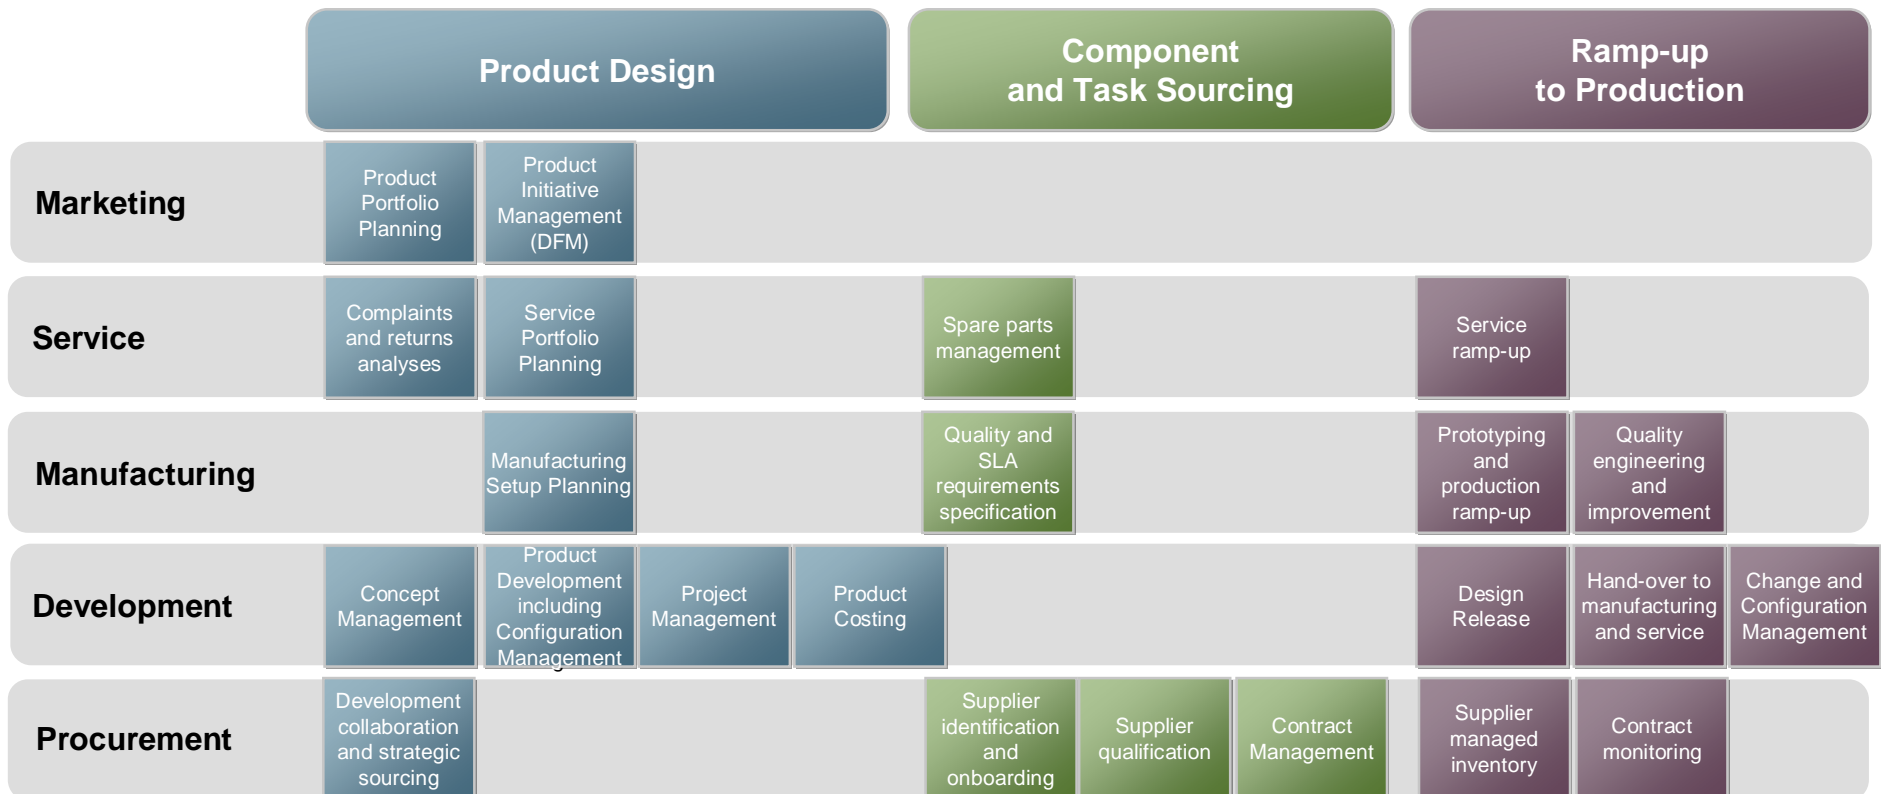 Product Design
Component
and Task Sourcing
Ramp-up
to Production
Marketing
Product
Portfolio
Planning
Product
Initiative
Management
(DFM)
Service
Complaints
and returns
analyses
Service
Portfolio
Planning
Spare parts
management
Service
ramp-up
Manufacturing
Manufacturing
Setup Planning
Quality and
SLA
requirements
specification
Prototyping
and
production
ramp-up
Quality
engineering
and
improvement
Development
Concept
Management
Product
Development
including
Configuration
Management
Project
Management
Product
Costing
Design
Release
Hand-over to
manufacturing
and service
Change and
Configuration
Management
Procurement
Development
collaboration
and strategic
sourcing
Supplier
identification
and
onboarding
Supplier
qualification
Contract
Management
Supplier
managed
inventory
Contract
monitoring